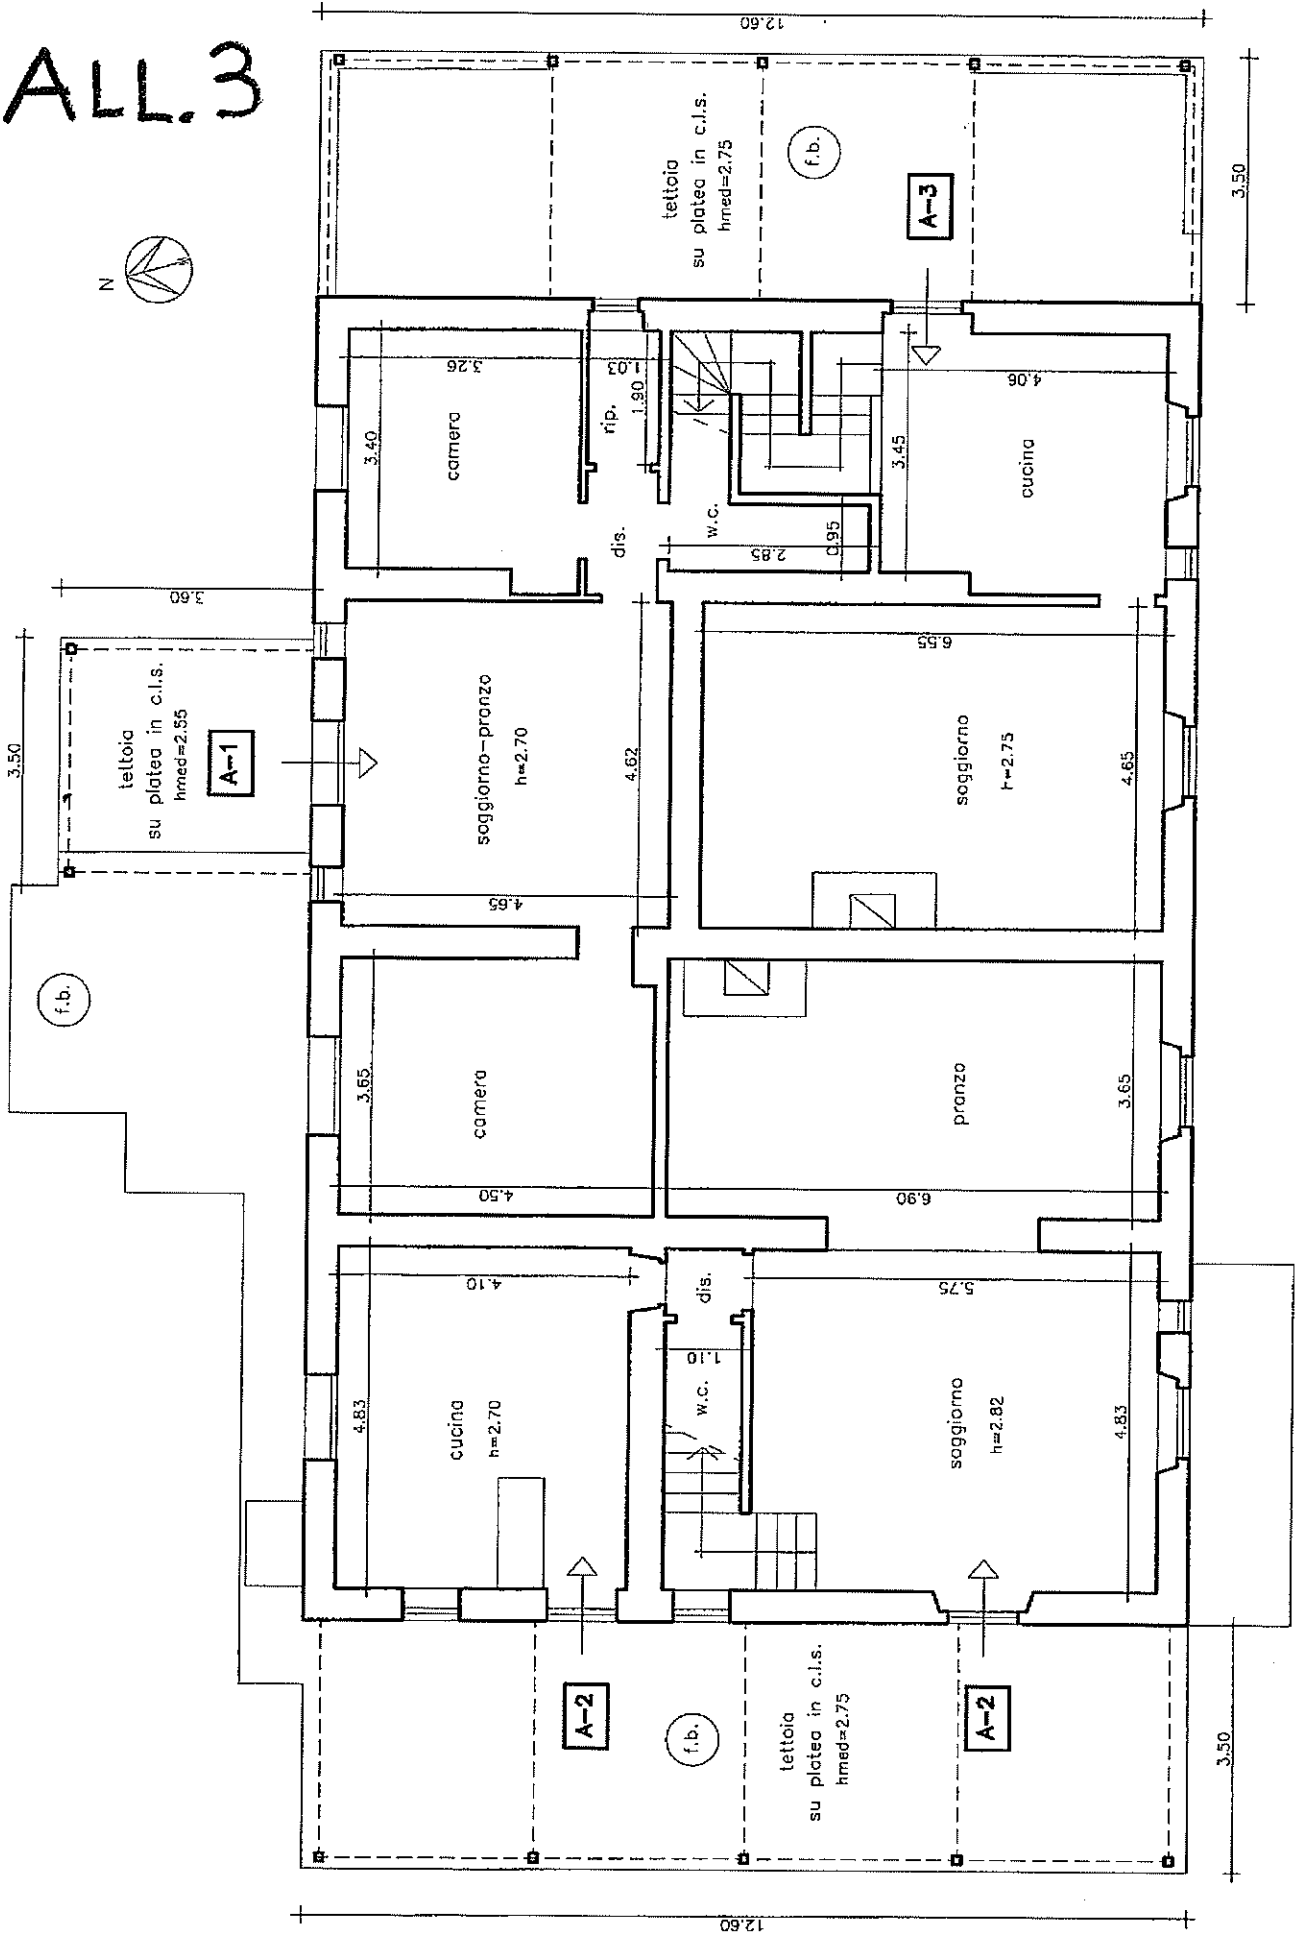 ALL.3
N
12.60
3.50
tettoia
su platea in c.l.s.
hmed=2.75
f.b.
A-3
3.26
3.40
camera
1.03
1.90
rip.
dis.
w.c.
2.85
0.95
3.45
4.06
cucina
3.60
3.50
tettoia
su platea in c.l.s.
hmed=2.55
A-1
f.b.
soggiorno-pranzo
h=2.70
4.62
4.65
6.55
soggiorno
h=2.75
4.65
3.65
camera
4.50
pranzo
3.65
6.90
4.10
4.83
cucina
h=2.70
dis.
1.10
w.c.
5.75
soggiorno
h=2.82
4.83
A-2
f.b.
tettoia
su platea in c.l.s.
hmed=2.75
A-2
3.50
12.60